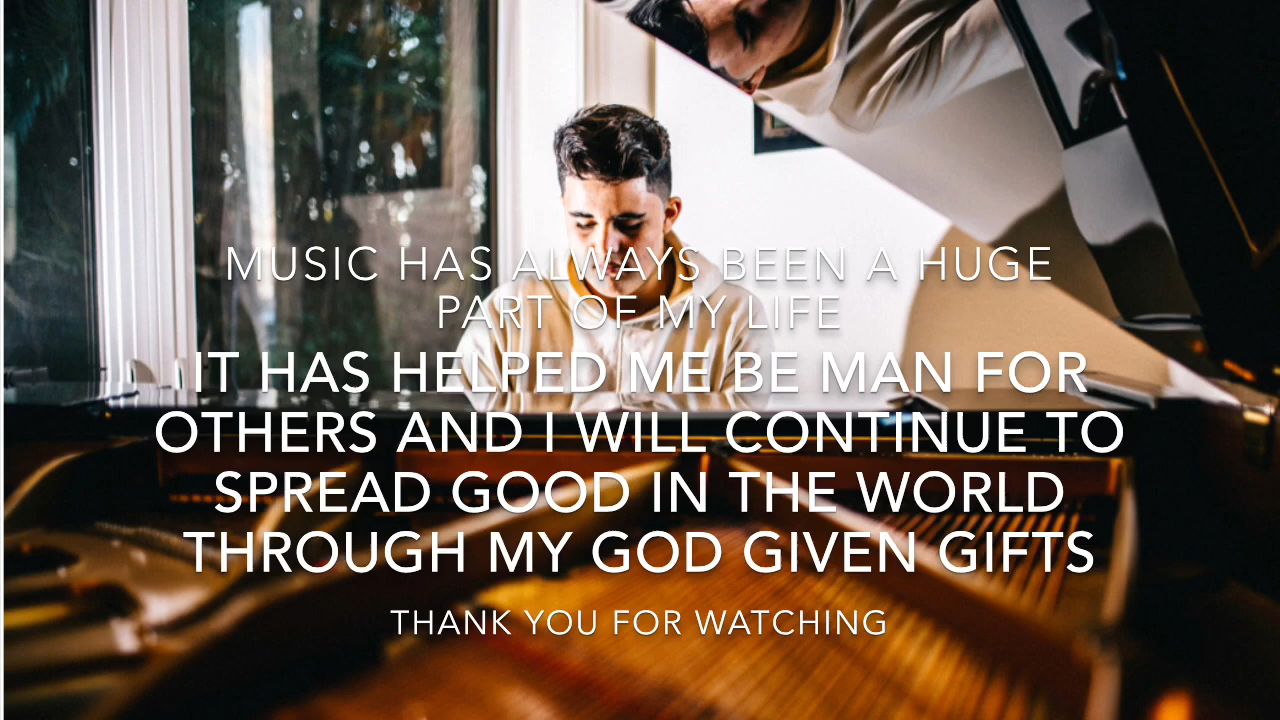 MUSIC HAS ALWAYS BEEN A HUGE
PART OF MY LIFE
IT HAS HELPED ME BE MAN FOR
OTHERS AND I WILL CONTINUE TO
SPREAD GOOD IN THE WORLD
THROUGH MY GOD GIVEN GIFTS
THANK YOU FOR WATCHING